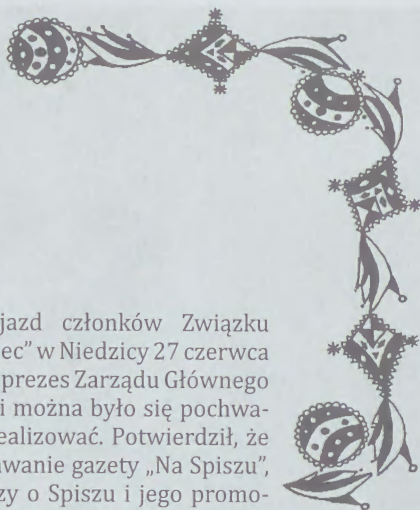 jazd członków Związku
ec” w Niedzicy 27 czerwca
prezes Zarządu Głównego
i można było się pochwa-
ealizować. Potwierdził, że
awanie gazety „Na Spiszu”,
zy o Spiszu i jego promo-